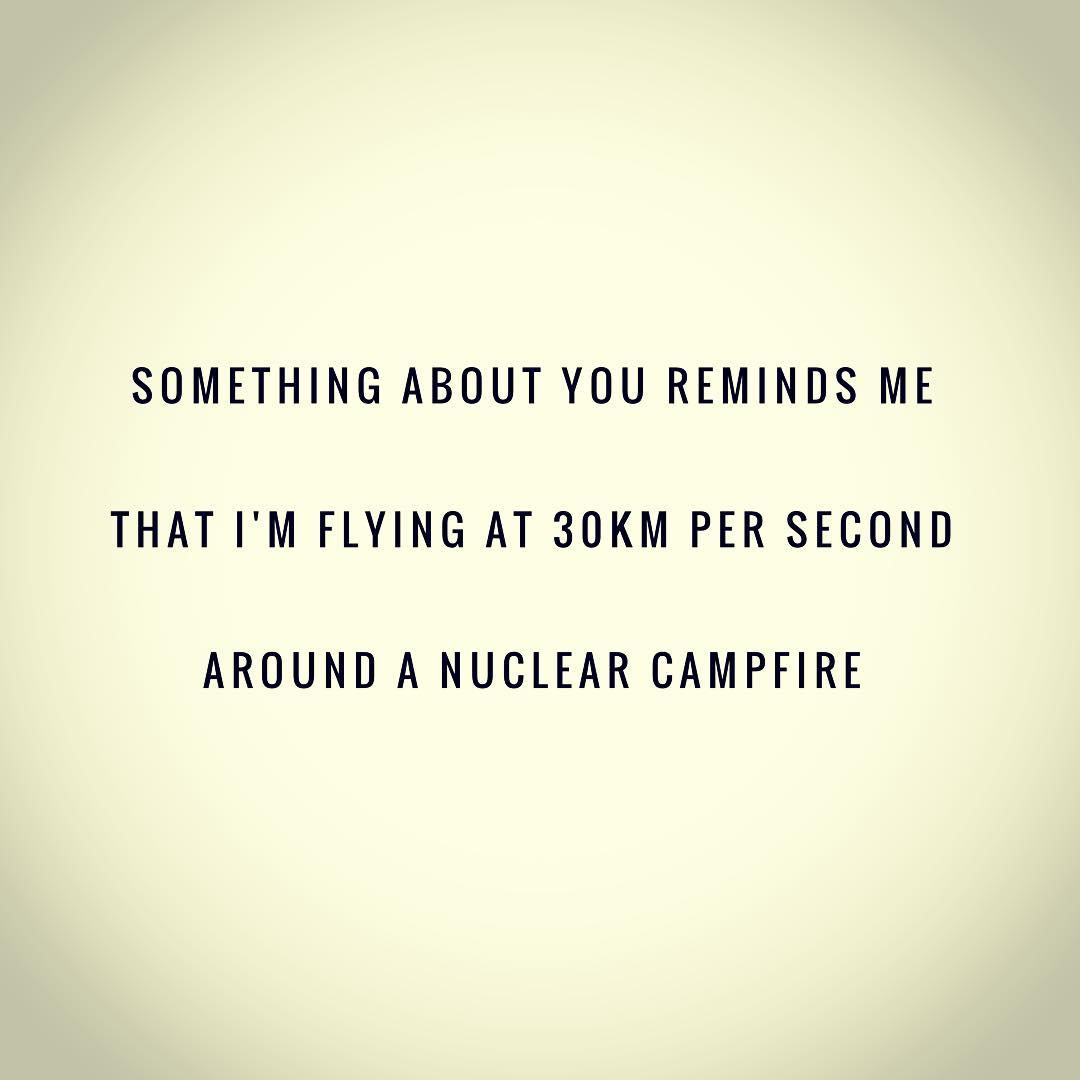 SOMETHING ABOUT YOU REMINDS ME
THAT I'M FLYING AT 30KM PER SECOND
AROUND A NUCLEAR CAMPFIRE